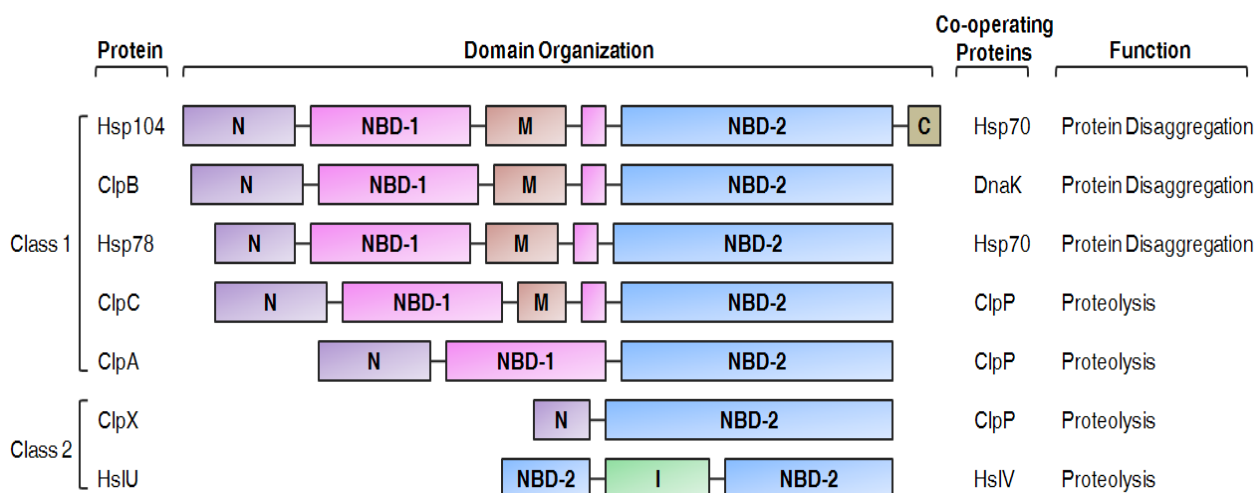 Protein Domain Organization Co-operating Proteins Function
Class 1
Hsp104 N NBD-1 M NBD-2 C Hsp70 Protein Disaggregation
ClpB N NBD-1 M NBD-2 DnaK Protein Disaggregation
Hsp78 N NBD-1 M NBD-2 Hsp70 Protein Disaggregation
ClpC N NBD-1 M NBD-2 ClpP Proteolysis
ClpA N NBD-1 NBD-2 ClpP Proteolysis
Class 2
ClpX N NBD-2 ClpP Proteolysis
HslU NBD-2 I NBD-2 HslV Proteolysis